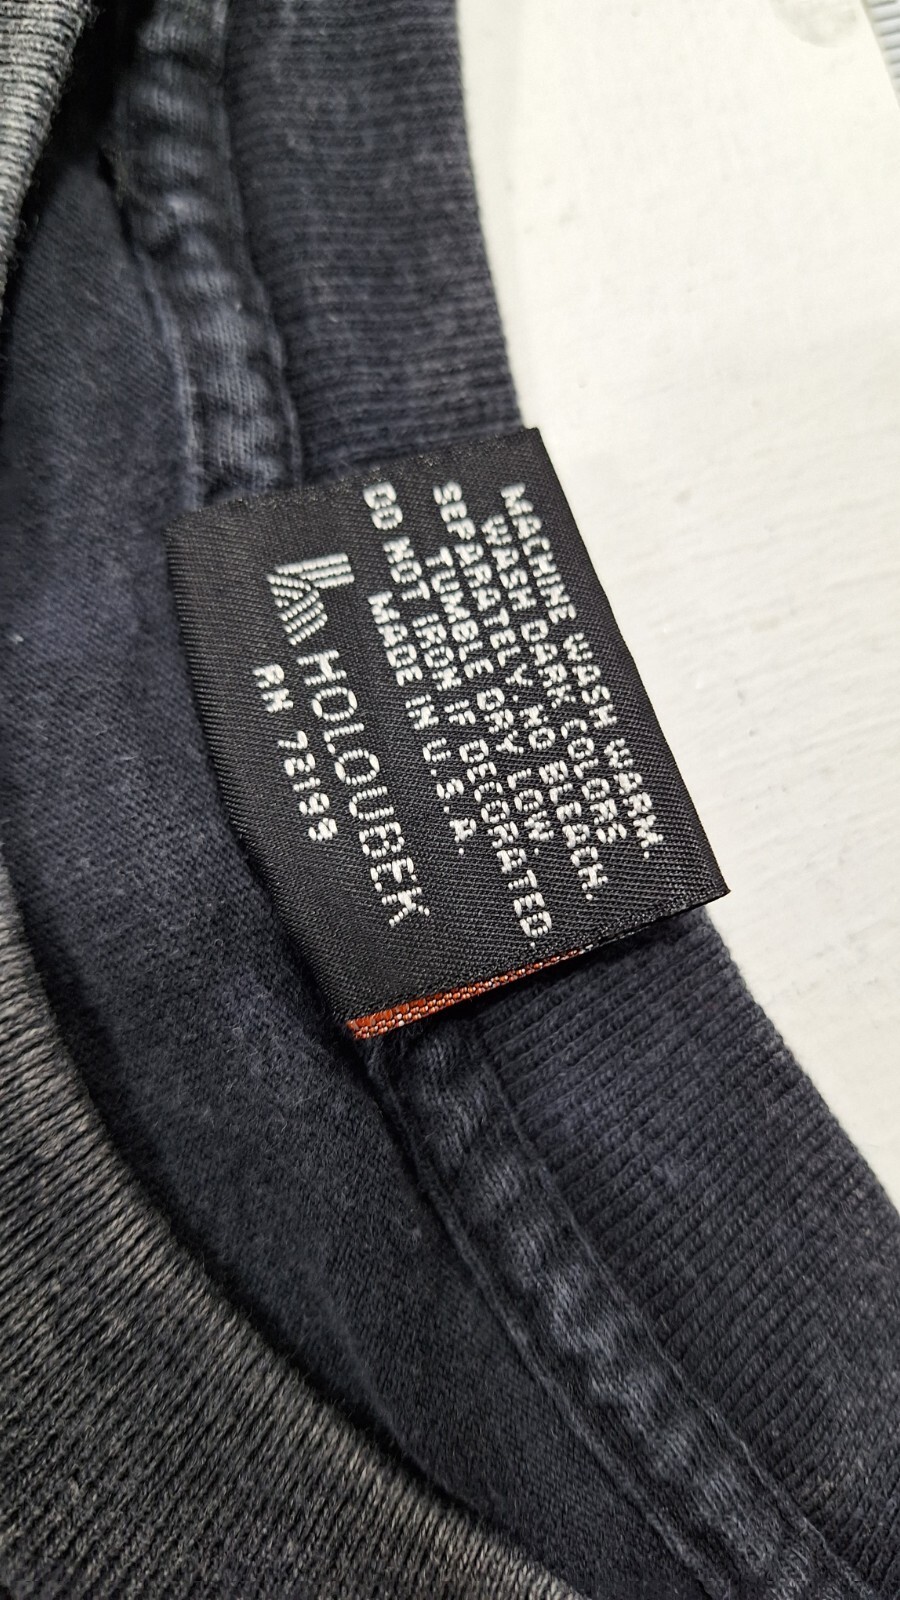 MACHINE WASH WARM.
WASH DARK COLORS
SEPARATELY, NO BLEACH.
TUMBLE DRY LOW.
DO NOT IRON IF DECORATED.
MADE IN U.S.A.
HOLOUBEK
RN 72193